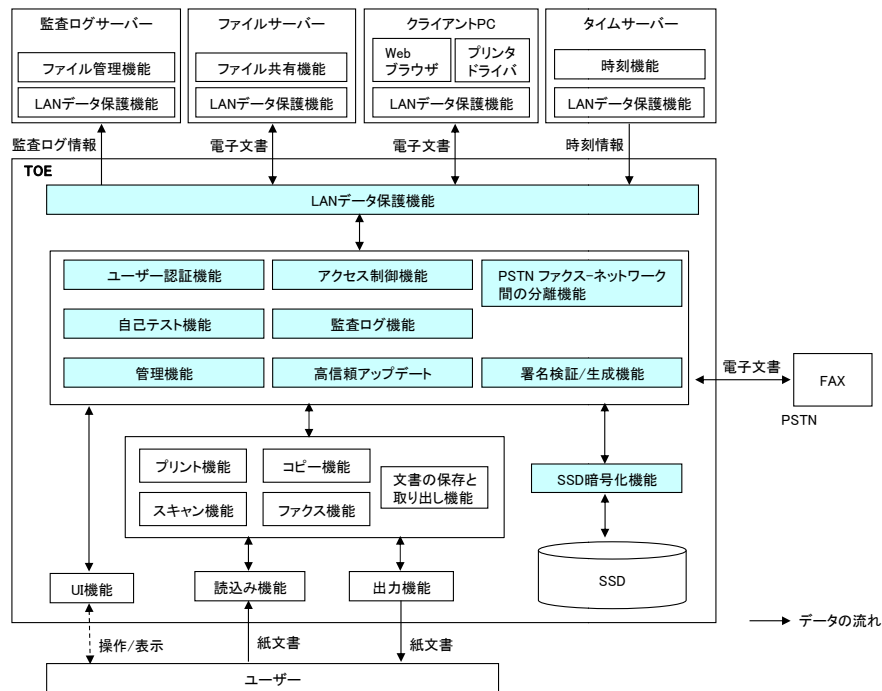 監査ログサーバー
ファイルサーバー
クライアントPC
タイムサーバー
ファイル管理機能
ファイル共有機能
Web
ブラウザ
プリンタ
ドライバ
時刻機能
LANデータ保護機能
LANデータ保護機能
LANデータ保護機能
LANデータ保護機能
監査ログ情報
電子文書
電子文書
時刻情報
TOE
LANデータ保護機能
ユーザー認証機能
アクセス制御機能
PSTN ファクス-ネットワーク
間の分離機能
自己テスト機能
監査ログ機能
管理機能
高信頼アップデート
署名検証/生成機能
電子文書
FAX
PSTN
プリント機能
コピー機能
文書の保存と
取り出し機能
スキャン機能
ファクス機能
SSD暗号化機能
SSD
UI機能
読込み機能
出力機能
データの流れ
操作/表示
紙文書
紙文書
ユーザー